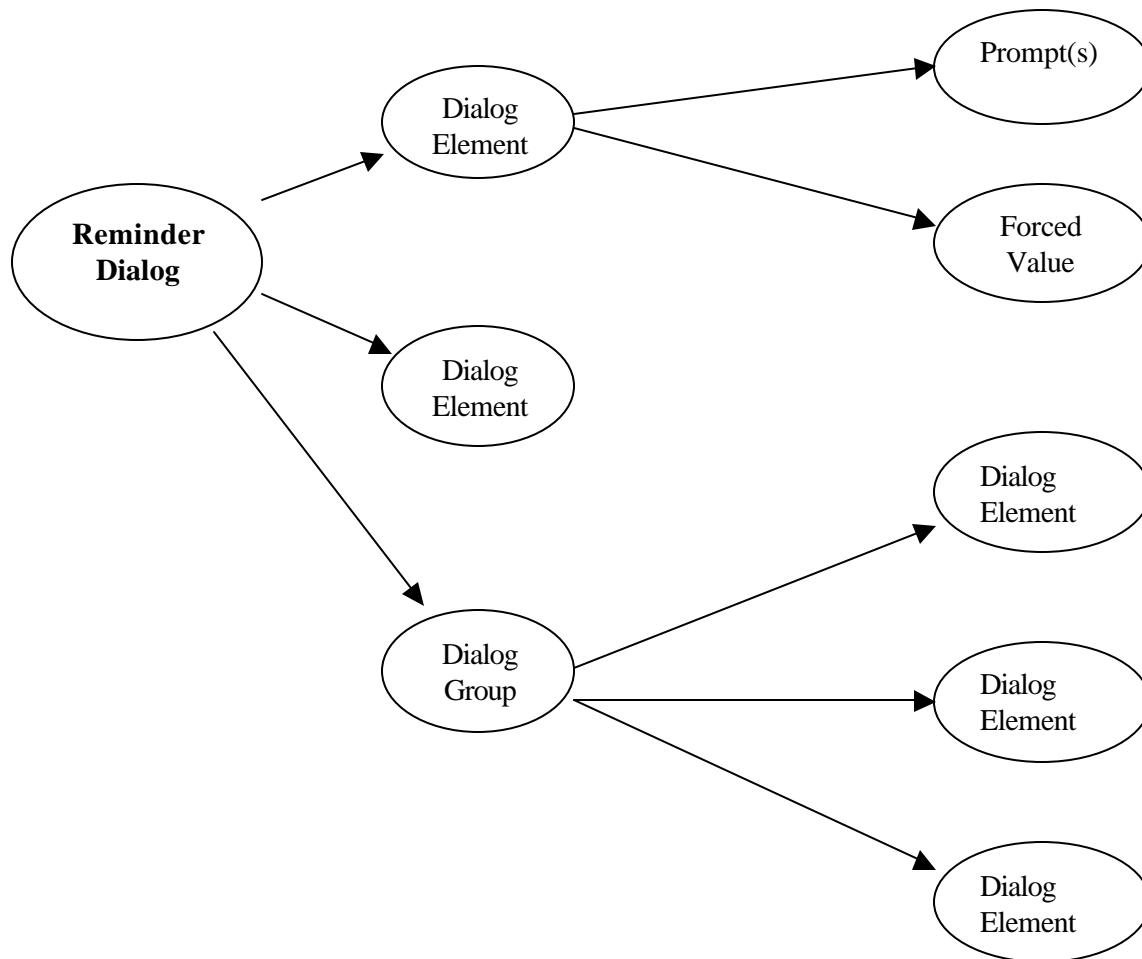 Prompt(s)
Dialog
Element
Reminder
Dialog
Forced
Value
Dialog
Element
Dialog
Element
Dialog
Group
Dialog
Element
Dialog
Element